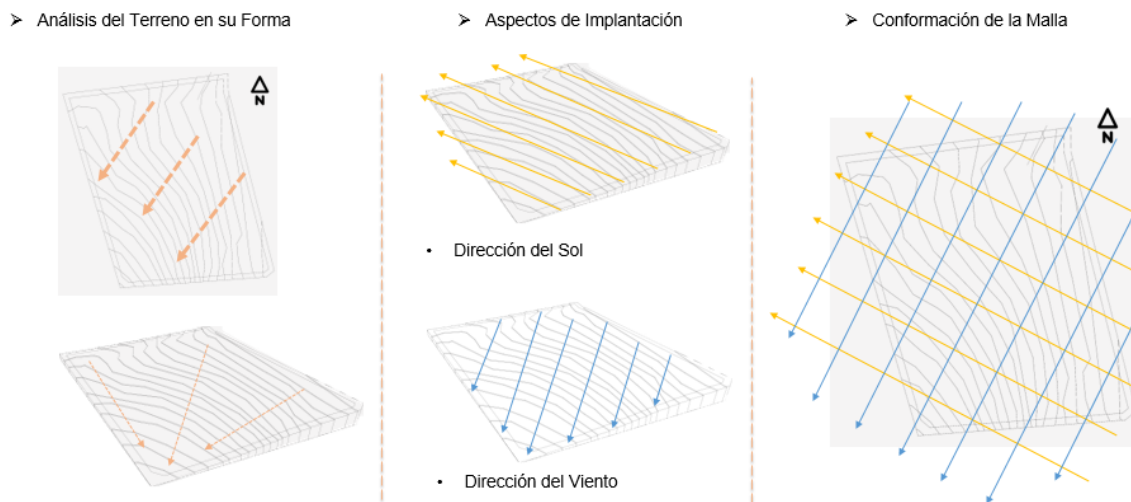 ➢ Análisis del Terreno en su Forma
N
➢ Aspectos de Implantación
• Dirección del Sol
• Dirección del Viento
➢ Conformación de la Malla
N